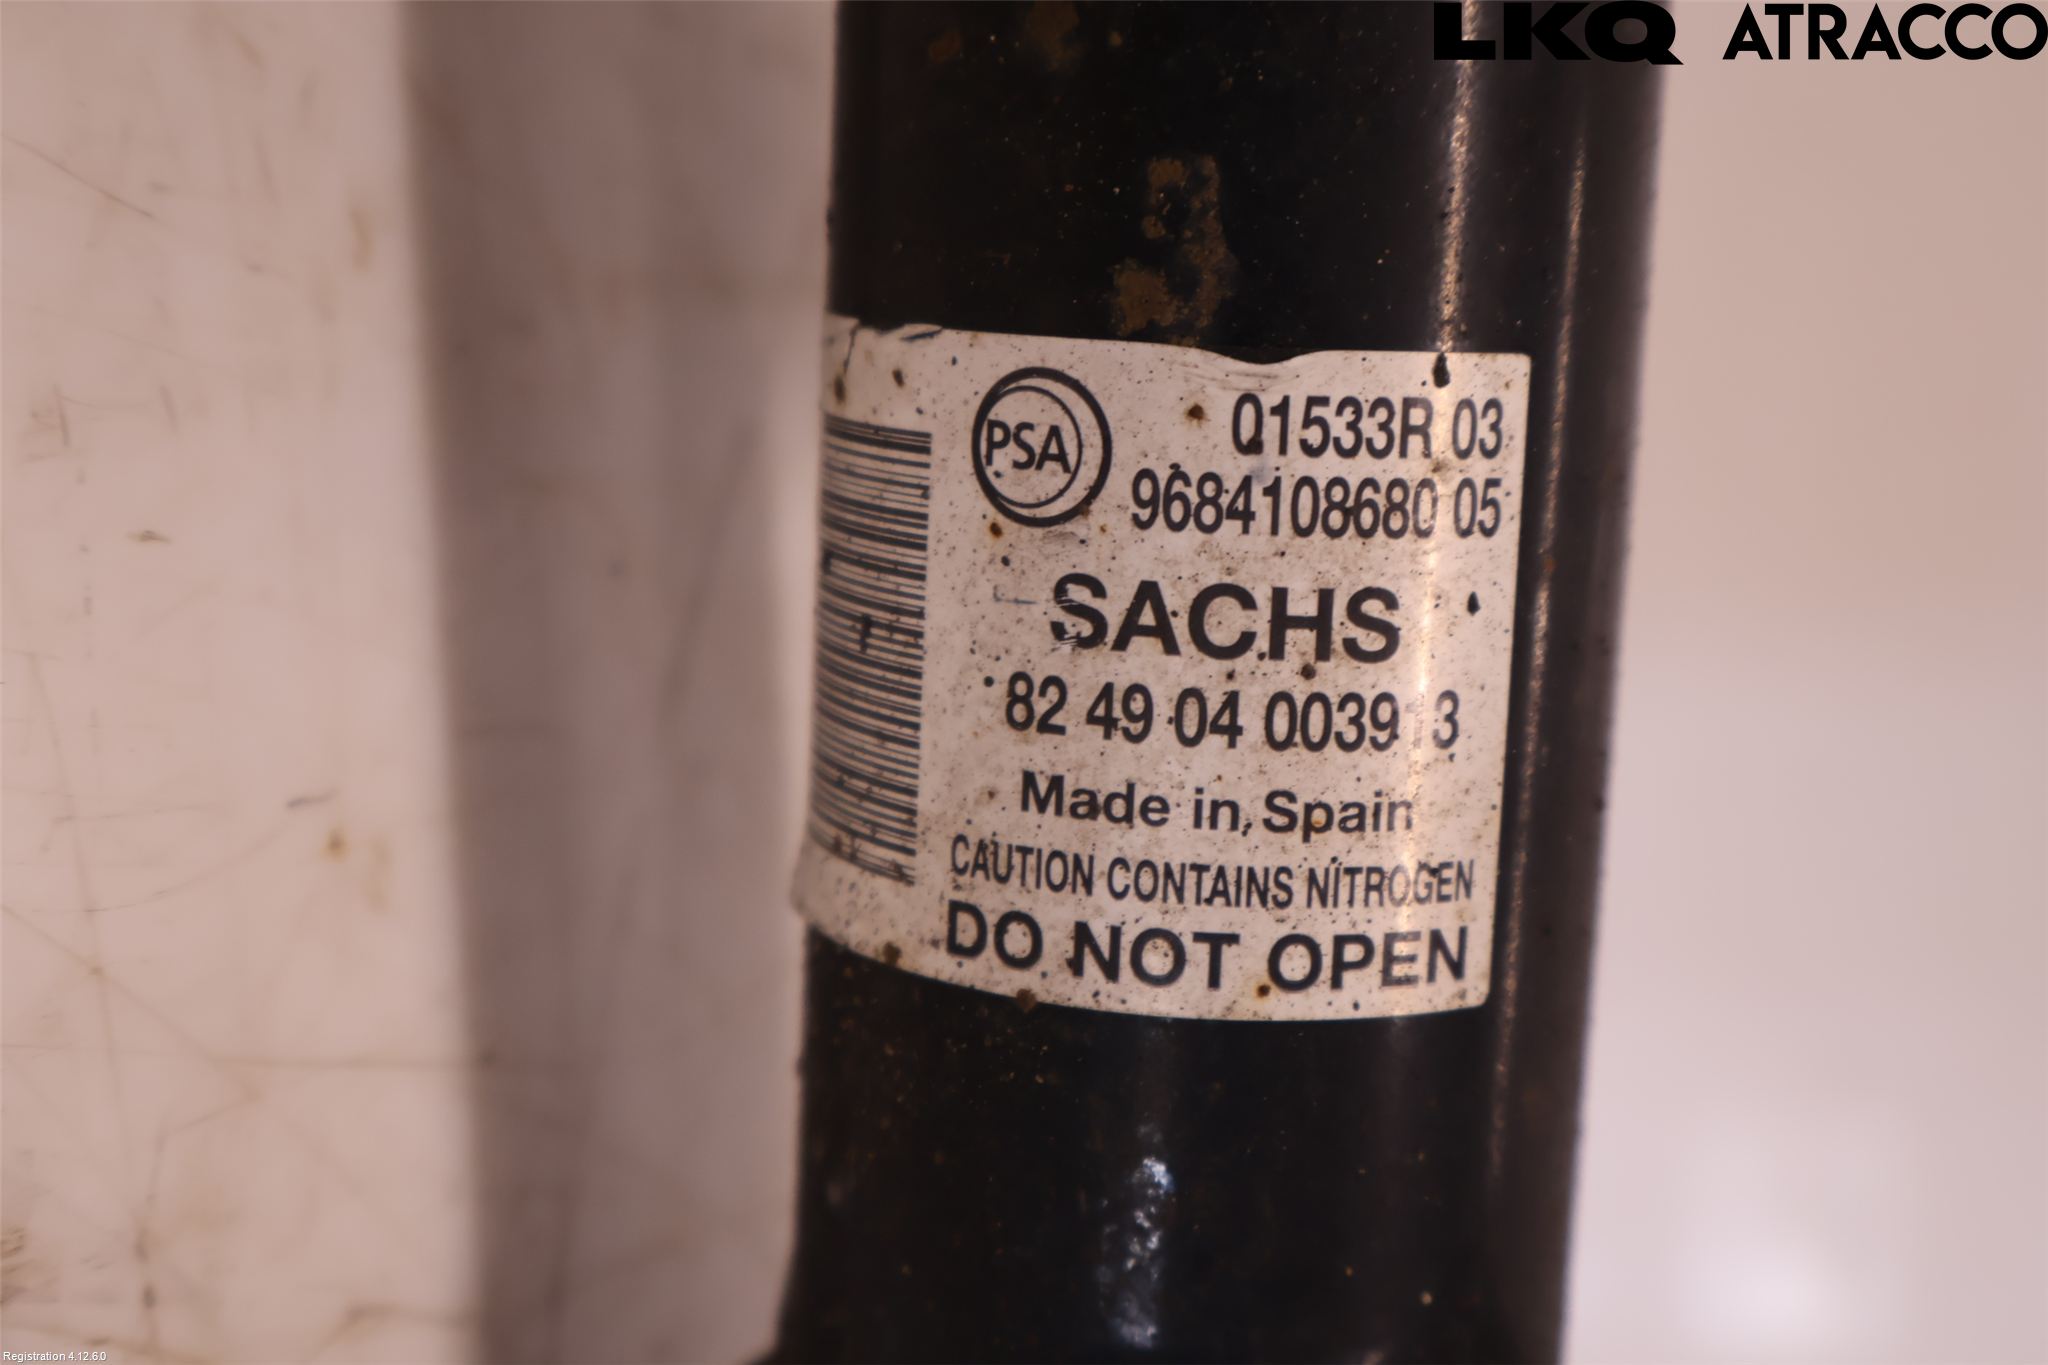 LKQ ATRACCO
PSA
Q1533R 03
9684108680 05
SACHS
82 49 04 003913
Made in Spain
CAUTION CONTAINS NITROGEN
DO NOT OPEN
Registration 4.12.6.0